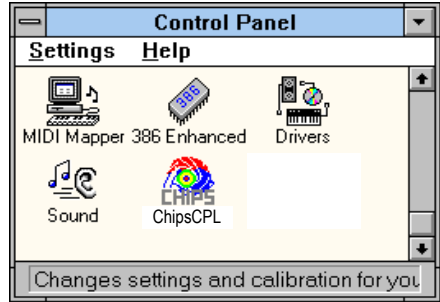 Control Panel
Settings Help
386
MIDI Mapper 386 Enhanced Drivers
CHIPS
Sound ChipsCPL
Changes settings and calibration for you